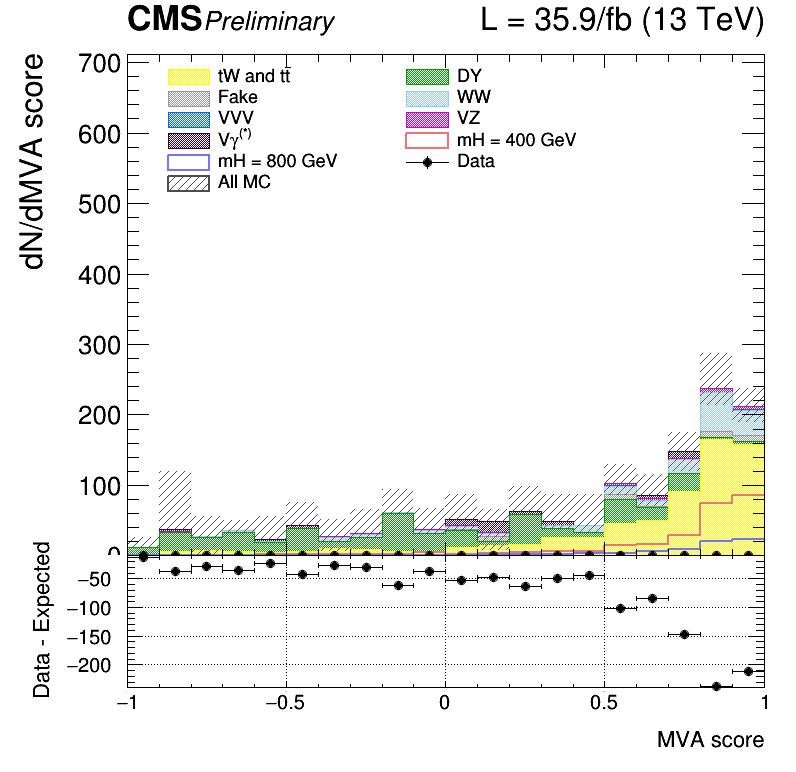 CMS Preliminary L = 35.9/fb (13 TeV)
dN/dMVA score
700
600
500
400
300
200
100
0
tW and tt
Fake
VVV
Vγ(*)
mH = 800 GeV
All MC
DY
WW
VZ
mH = 400 GeV
Data
Data - Expected
−50
−100
−150
−200
−1 −0.5 0 0.5 1
MVA score